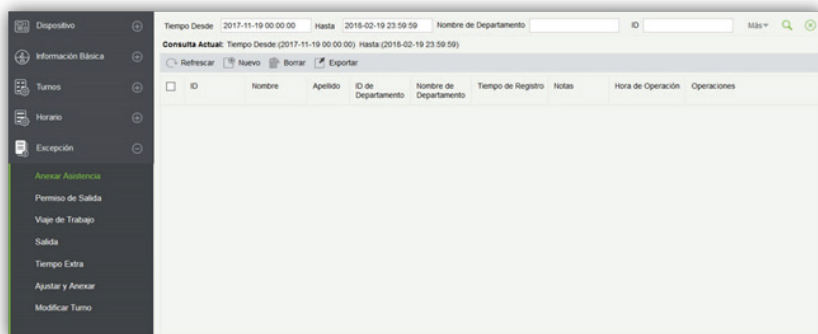 Dispositivo
Información Básica
Turnos
Horario
Excepción
Anexar Asistencia
Permiso de Salida
Viaje de Trabajo
Salida
Tiempo Extra
Ajustar y Anexar
Modificar Turno
Tiempo Desde 2017-11-19 00:00:00 Hasta 2018-02-19 23:59:59 Nombre de Departamento ID Más
Consulta Actual: Tiempo Desde:(2017-11-19 00:00:00) Hasta:(2018-02-19 23:59:59)
Refrescar Nuevo Borrar Exportar
ID Nombre Apellido ID de Departamento Nombre de Departamento Tiempo de Registro Notas Hora de Operación Operaciones